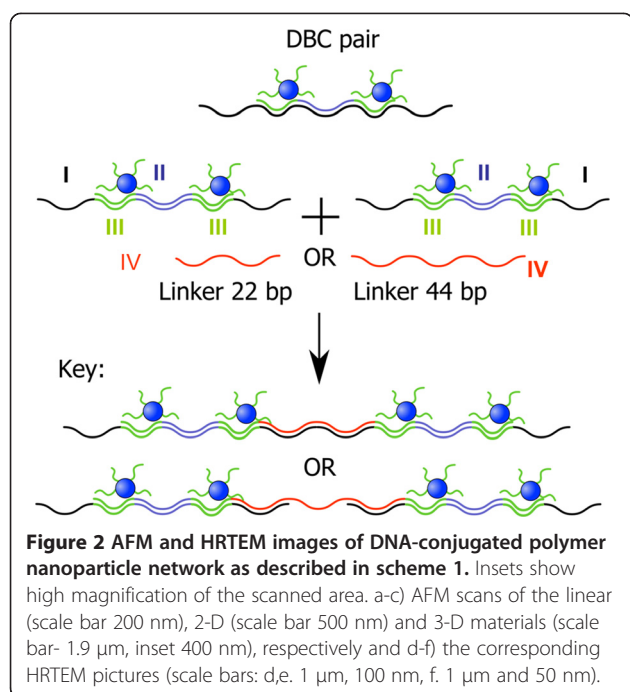 DBC pair
I II II I
III III + III III
IV OR IV
Linker 22 bp Linker 44 bp
Key:
OR
Figure 2 AFM and HRTEM images of DNA-conjugated polymer
nanoparticle network as described in scheme 1. Insets show
high magnification of the scanned area. a-c) AFM scans of the linear
(scale bar 200 nm), 2-D (scale bar 500 nm) and 3-D materials (scale
bar- 1.9 μm, inset 400 nm), respectively and d-f) the corresponding
HRTEM pictures (scale bars: d,e. 1 μm, 100 nm, f. 1 μm and 50 nm).